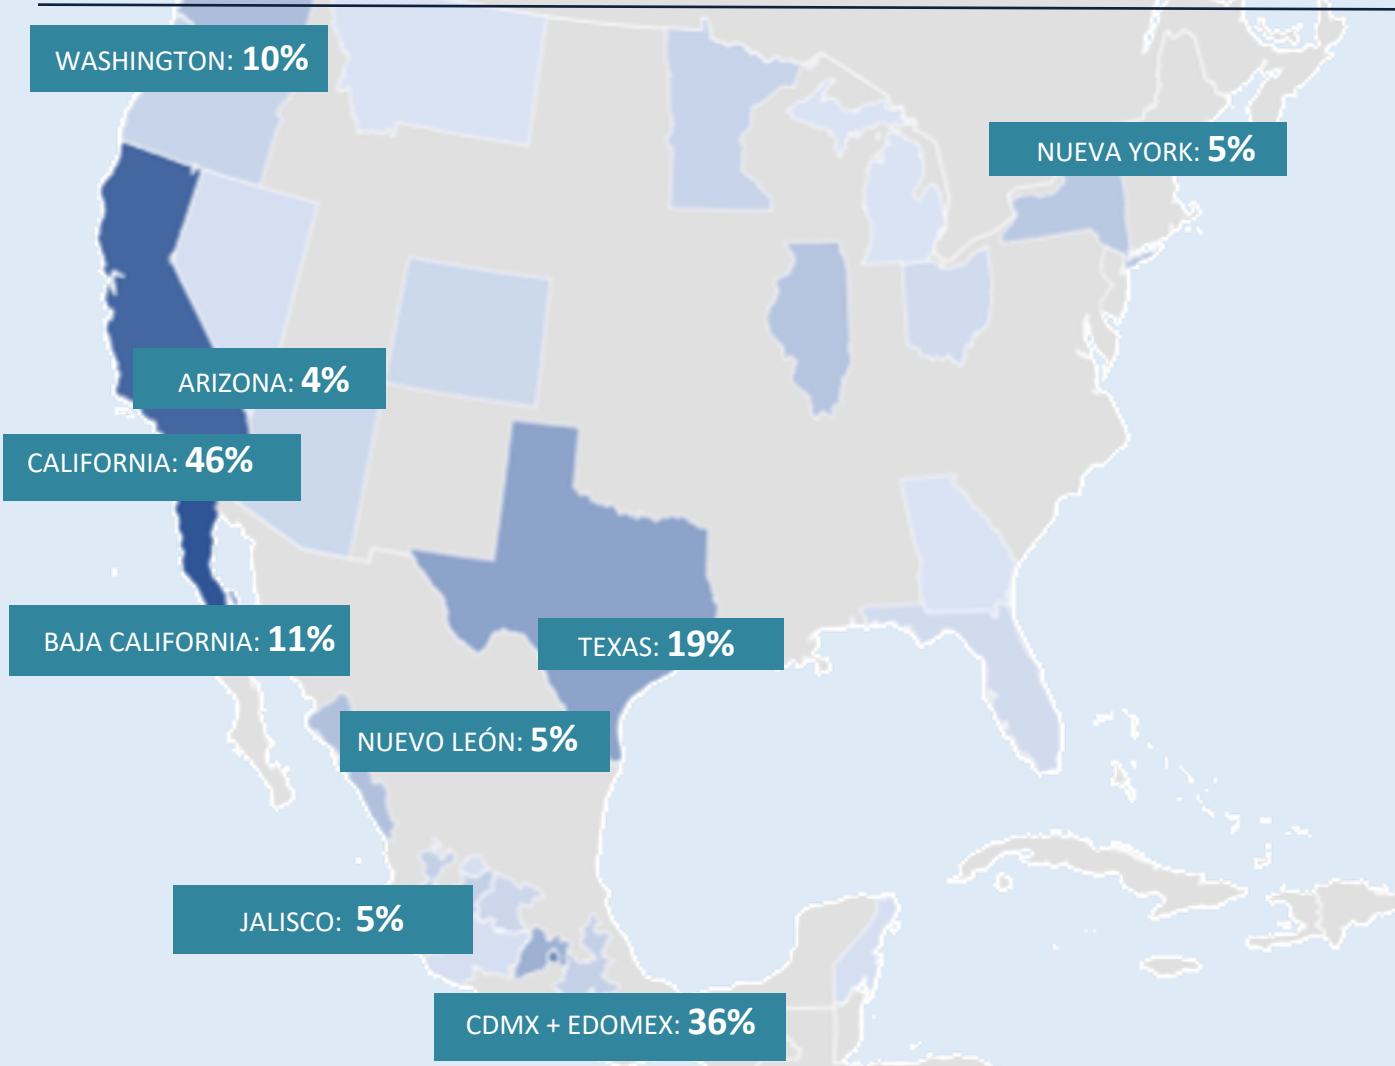 WASHINGTON: 10%
NUEVA YORK: 5%
ARIZONA: 4%
CALIFORNIA: 46%
BAJA CALIFORNIA: 11%
TEXAS: 19%
NUEVO LEÓN: 5%
JALISCO: 5%
CDMX + EDOMEX: 36%